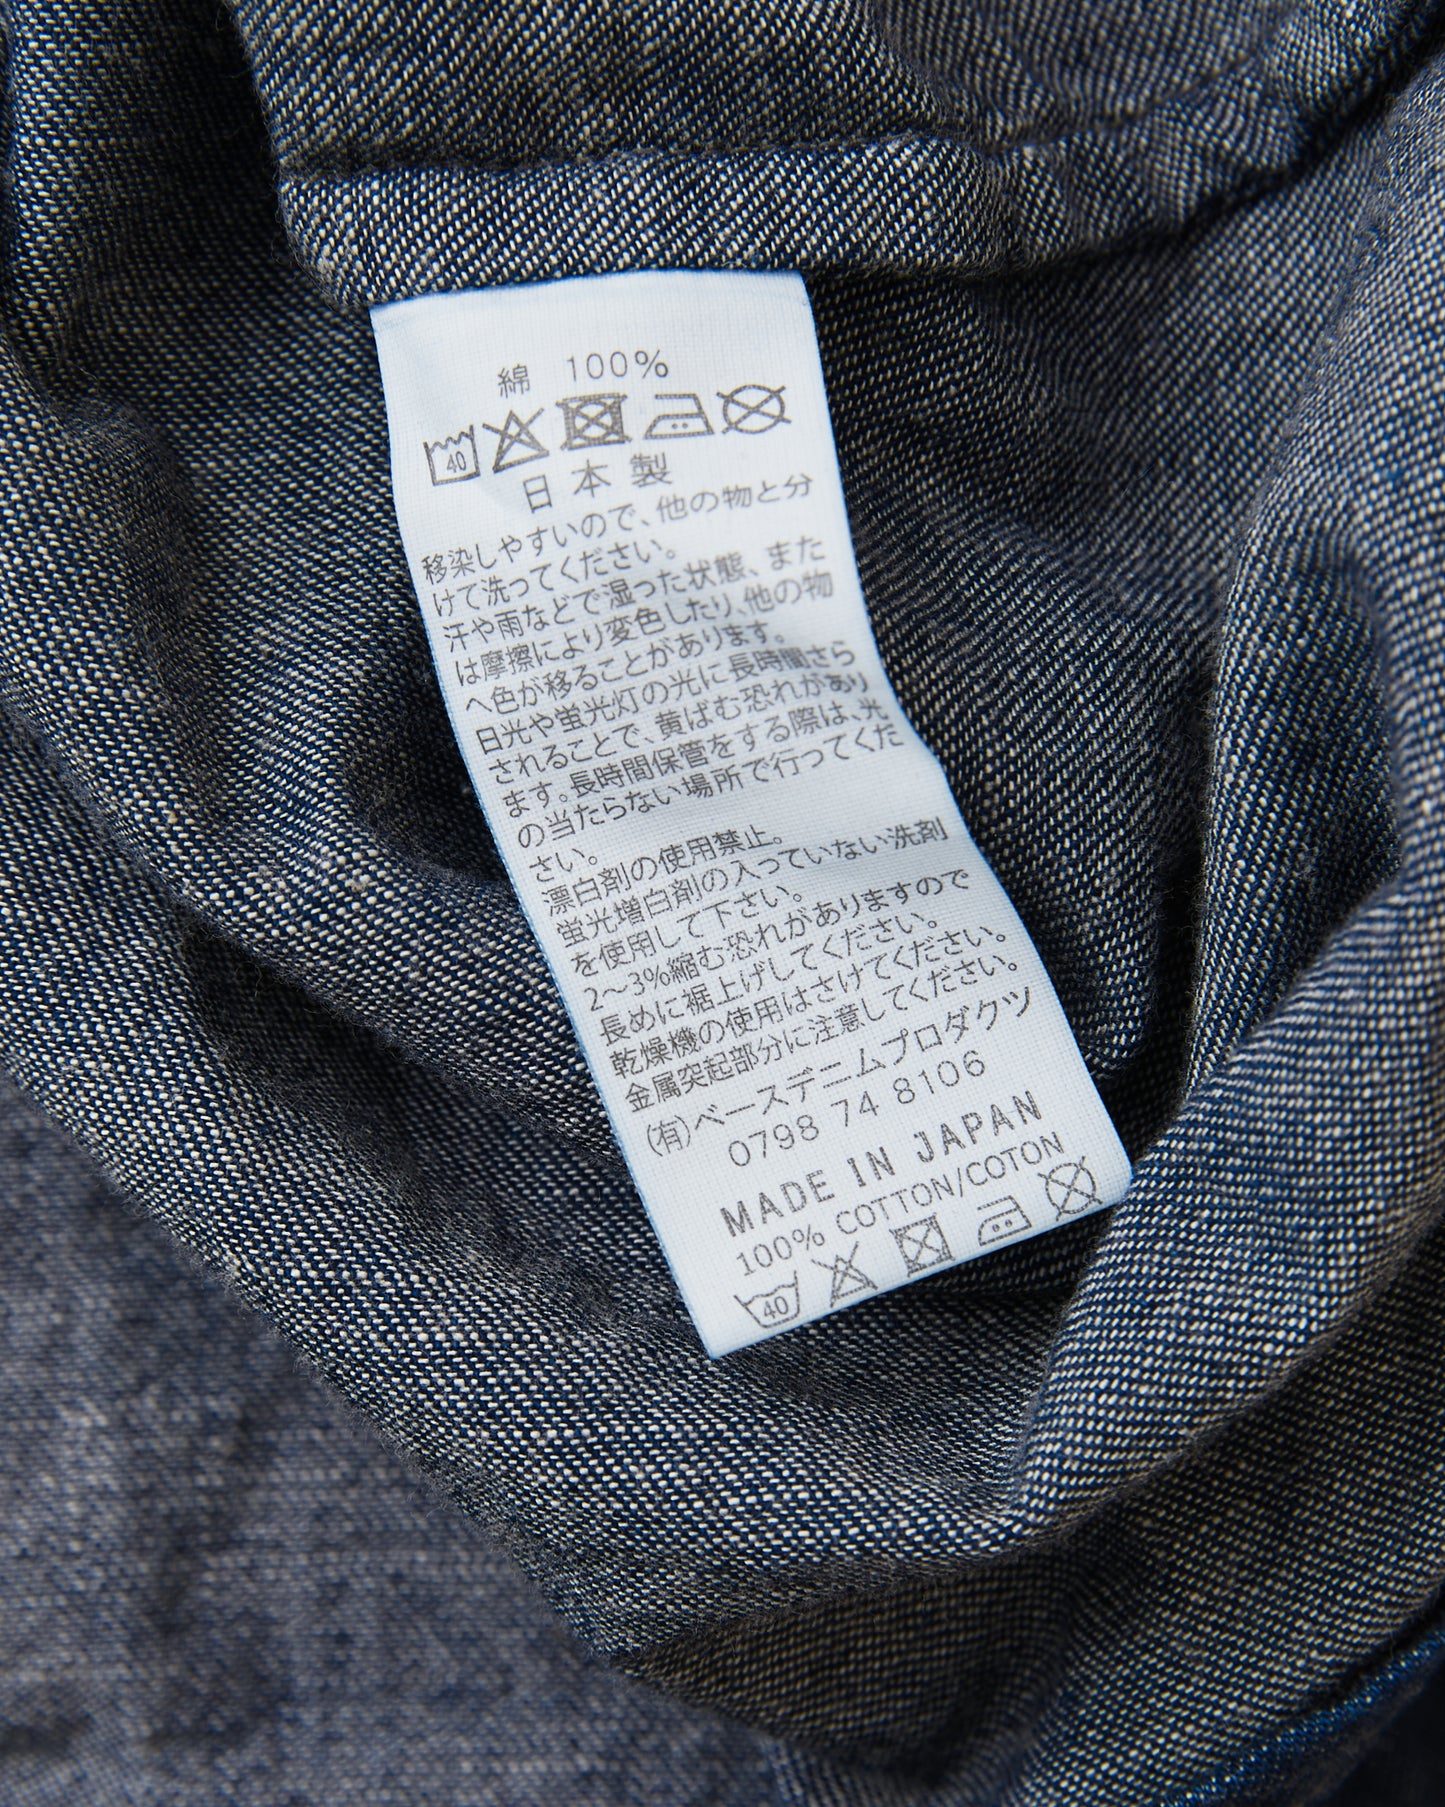 綿 100%
40
日本製
移染しやすいので、他の物と分
けて洗ってください。
汗や雨などで湿った状態、また
は摩擦により変色したり、他の物
へ色が移ることがあります。
日光や蛍光灯の光に長時間さら
されることで、黄ばむ恐れがあり
ます。長時間保管をする際は、光
の当たらない場所で行ってくだ
さい。
漂白剤の使用禁止。
蛍光増白剤の入っていない洗剤
を使用して下さい。
2～3%縮む恐れがありますので
長めに裾上げしてください。
乾燥機の使用はさけてください。
金属突起部分に注意してください。
(有)ベースデニムプロダクツ
0798 74 8106
MADE IN JAPAN
100% COTTON/COTON
40